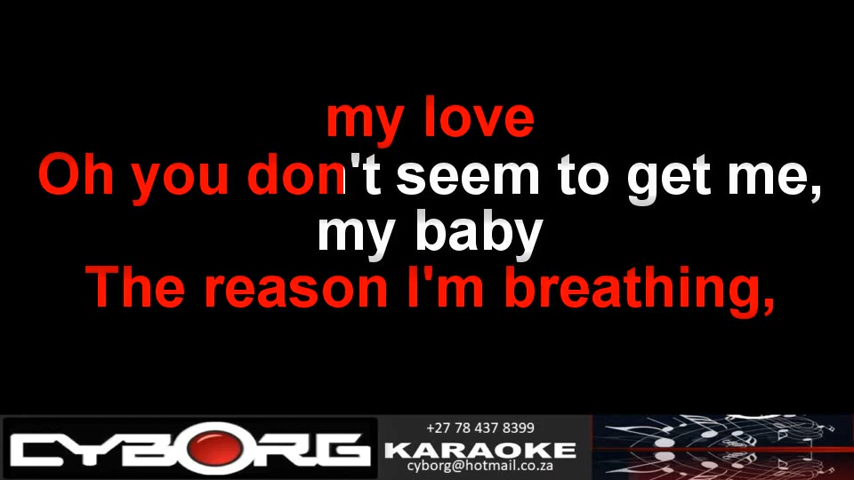 my love
Oh you don't seem to get me,
my baby
The reason I'm breathing,
CYBORG
+27 78 437 8399
KARAOKE
cyborg@hotmail.co.za